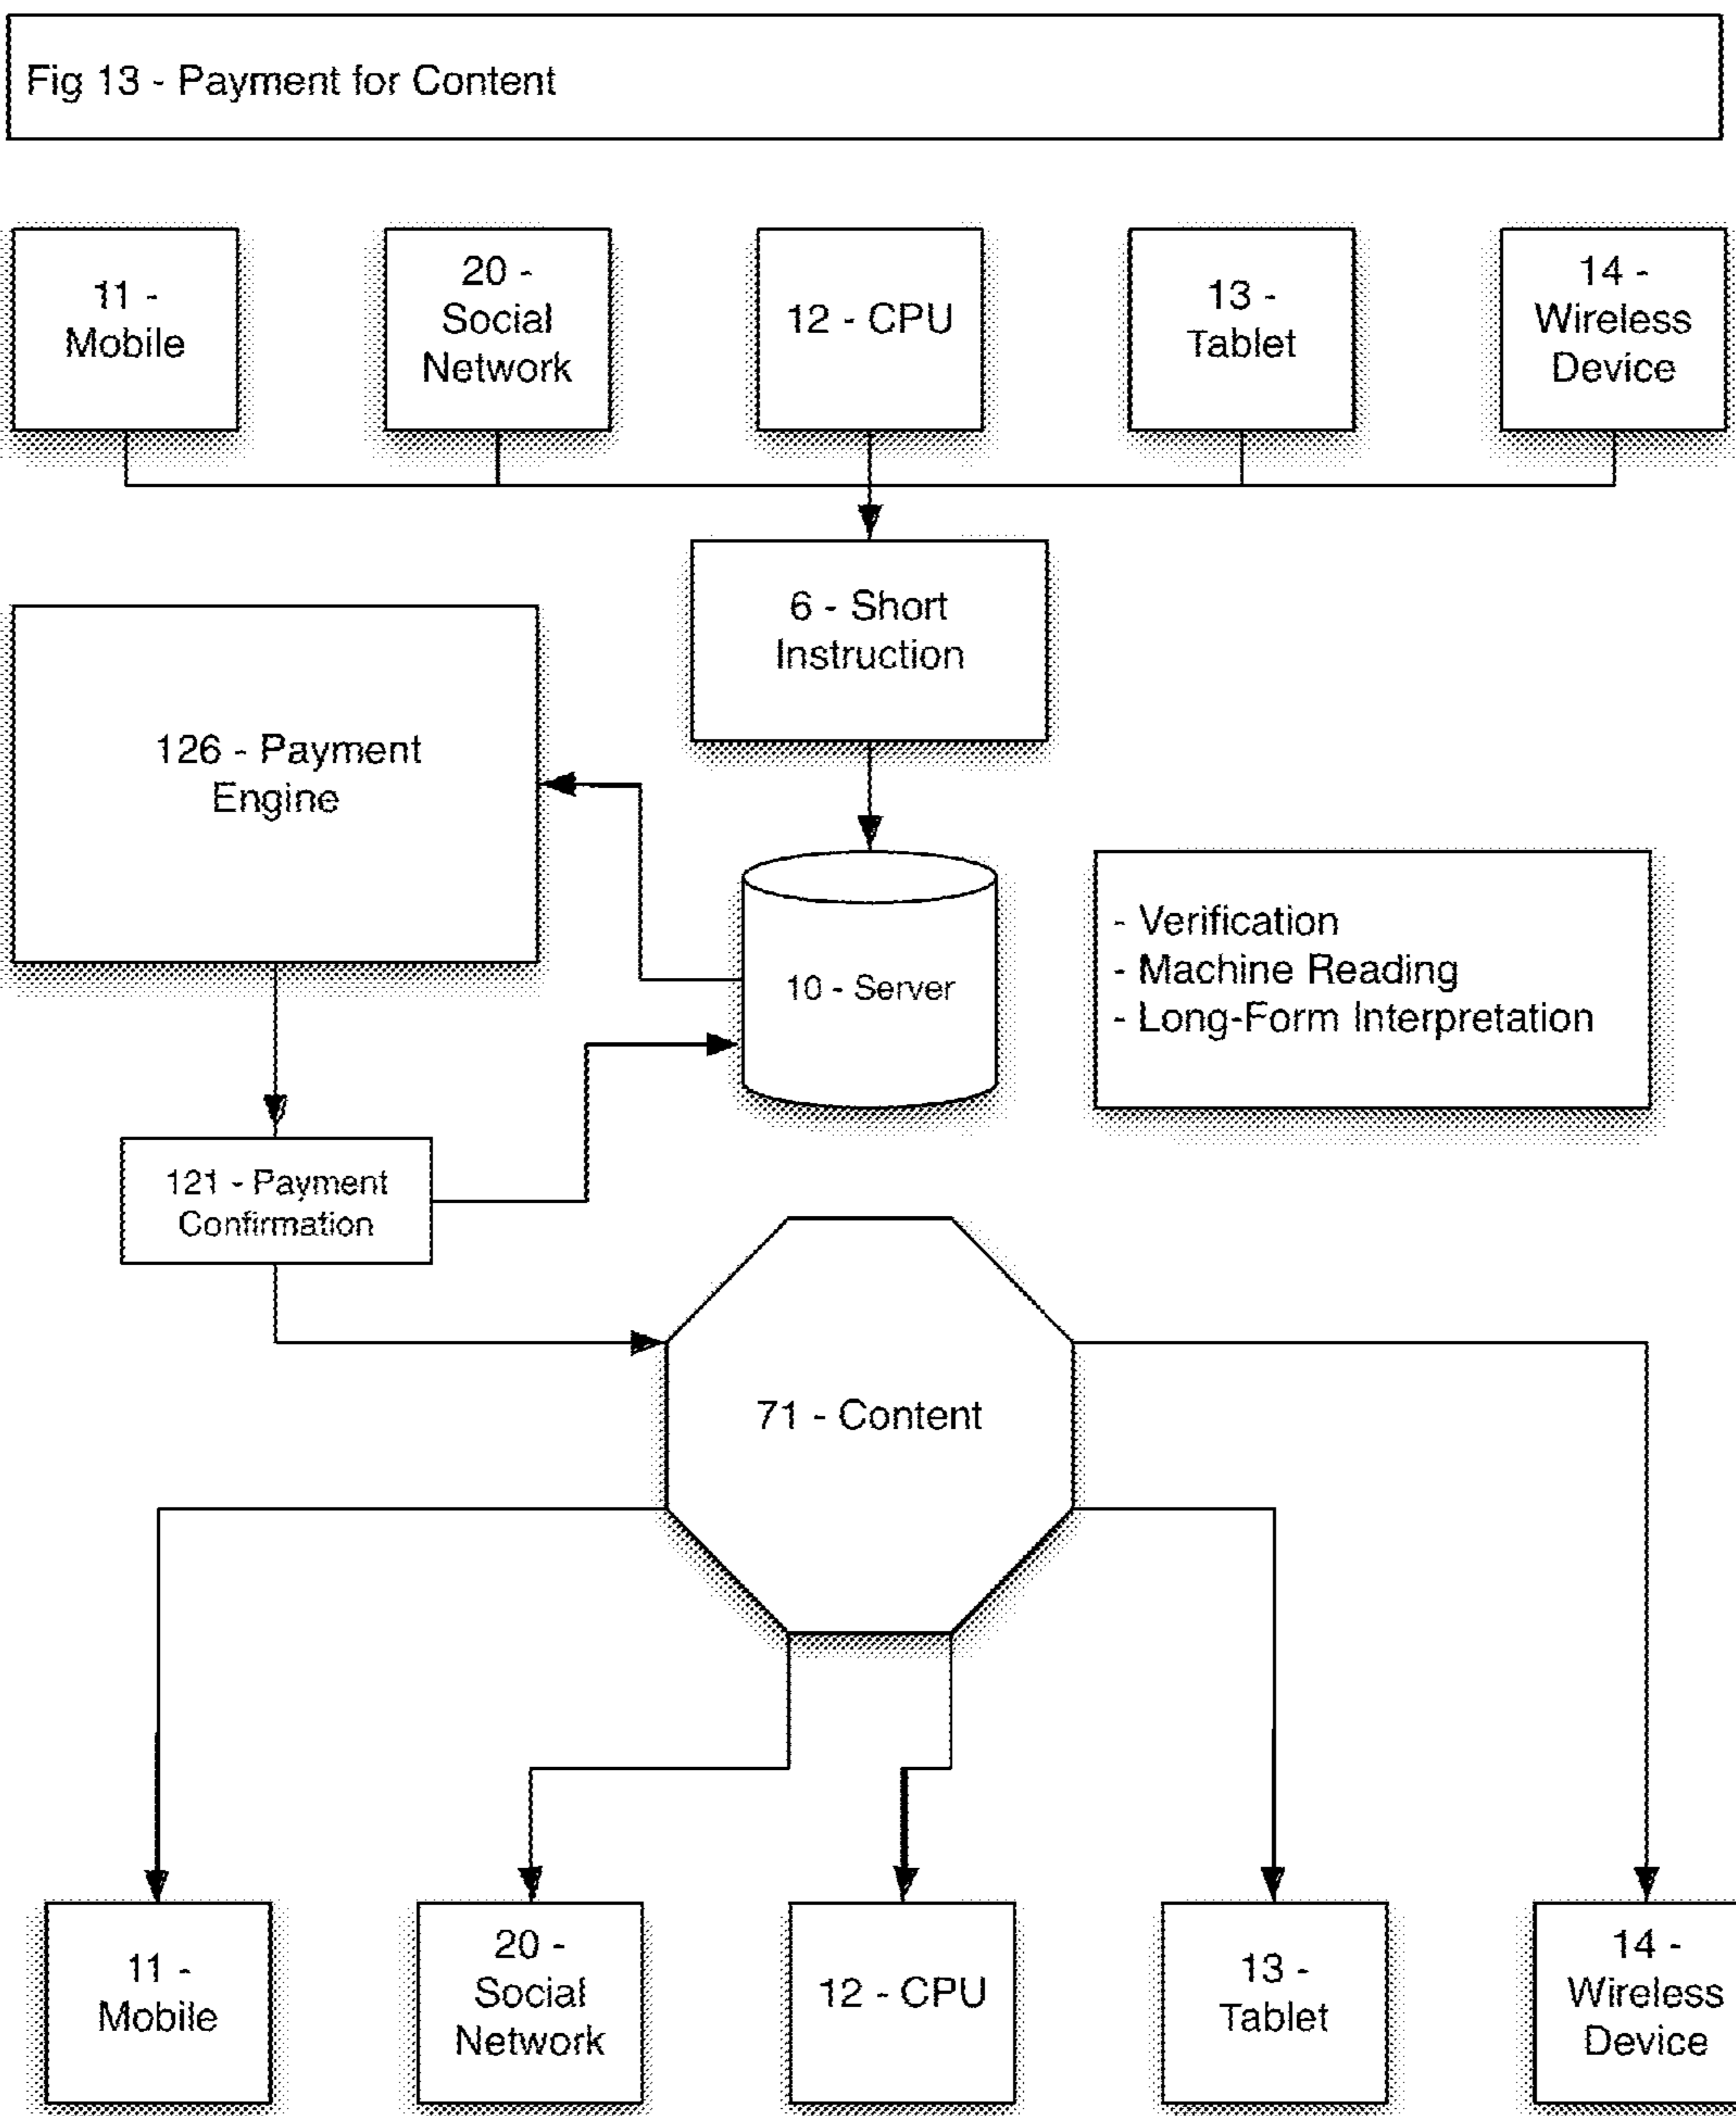 Fig 13 - Payment for Content
11 -
Mobile
20 -
Social
Network
12 - CPU
13 -
Tablet
14 -
Wireless
Device
6 - Short
Instruction
126 - Payment
Engine
10 - Server
- Verification
- Machine Reading
- Long-Form Interpretation
121 - Payment
Confirmation
71 - Content
11 -
Mobile
20 -
Social
Network
12 - CPU
13 -
Tablet
14 -
Wireless
Device